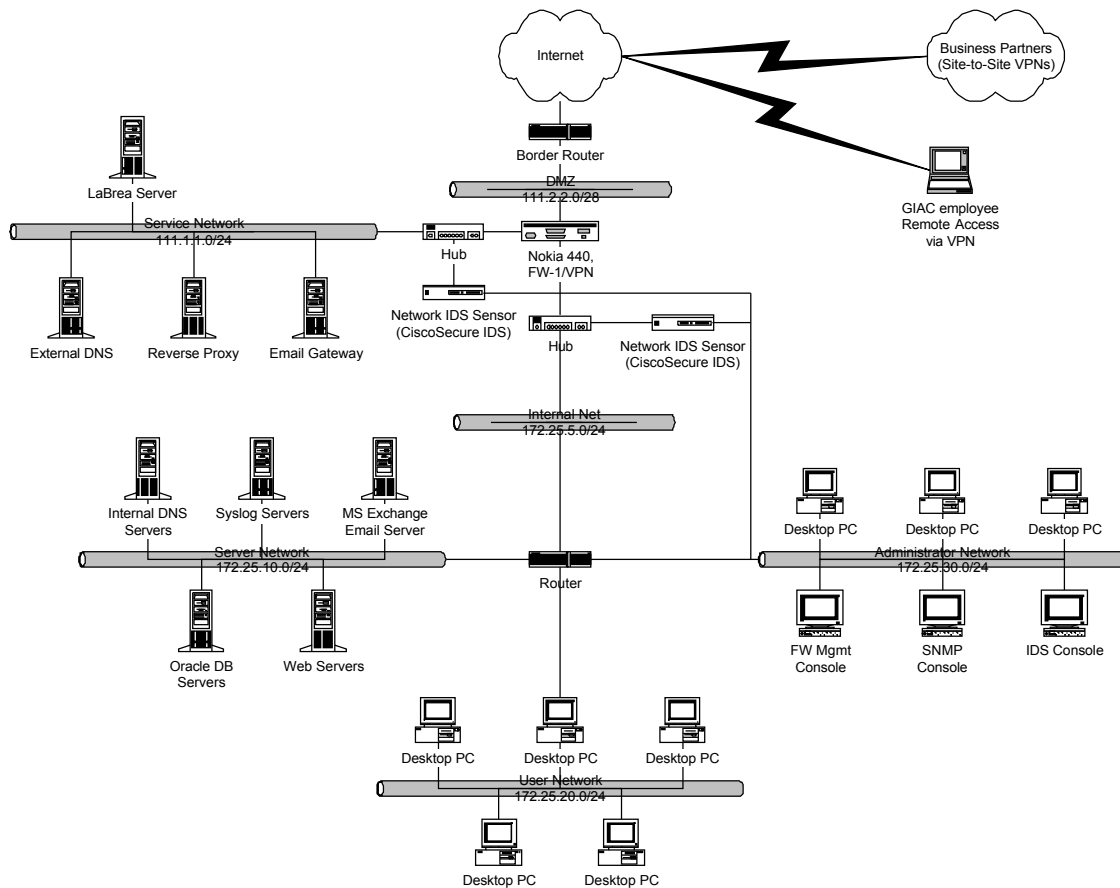 Internet
Business Partners
(Site-to-Site VPNs)
Border Router
LaBrea Server
DMZ
111.2.2.0/28
GIAC employee
Remote Access
via VPN
Service Network
111.1.1.0/24
Hub
Nokia 440,
FW-1/VPN
Network IDS Sensor
(CiscoSecure IDS)
External DNS
Reverse Proxy
Email Gateway
Hub
Network IDS Sensor
(CiscoSecure IDS)
Internal Net
172.25.5.0/24
Internal DNS
Servers
Syslog Servers
MS Exchange
Email Server
Desktop PC
Desktop PC
Desktop PC
Server Network
172.25.10.0/24
Router
Administrator Network
172.25.30.0/24
Oracle DB
Servers
Web Servers
FW Mgmt
Console
SNMP
Console
IDS Console
Desktop PC
Desktop PC
Desktop PC
User Network
172.25.20.0/24
Desktop PC
Desktop PC